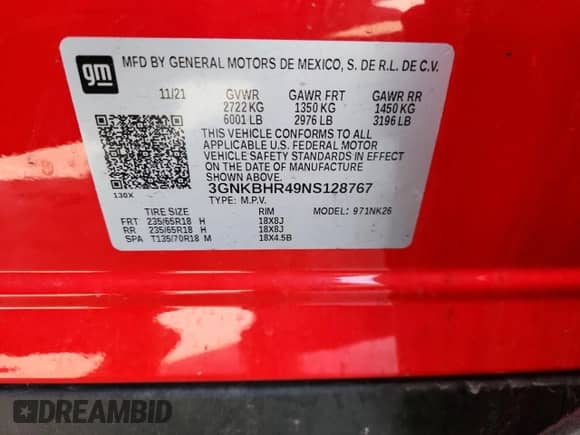 gm
MFD BY GENERAL MOTORS DE MEXICO, S. DE R.L. DE C.V.
11/21 GVWR GAWR FRT GAWR RR
2722 KG 1350 KG 1450 KG
6001 LB 2976 LB 3196 LB
THIS VEHICLE CONFORMS TO ALL
APPLICABLE U.S. FEDERAL MOTOR
VEHICLE SAFETY STANDARDS IN EFFECT
ON THE DATE OF MANUFACTURE
SHOWN ABOVE.
130X 3GNKBHR49NS128767
TYPE: M.P.V.
TIRE SIZE RIM MODEL: 971NK26
FRT 235/65R18 H 18X8J
RR 235/65R18 H 18X8J
SPA T135/70R18 M 18X4.5B
DREAMBID